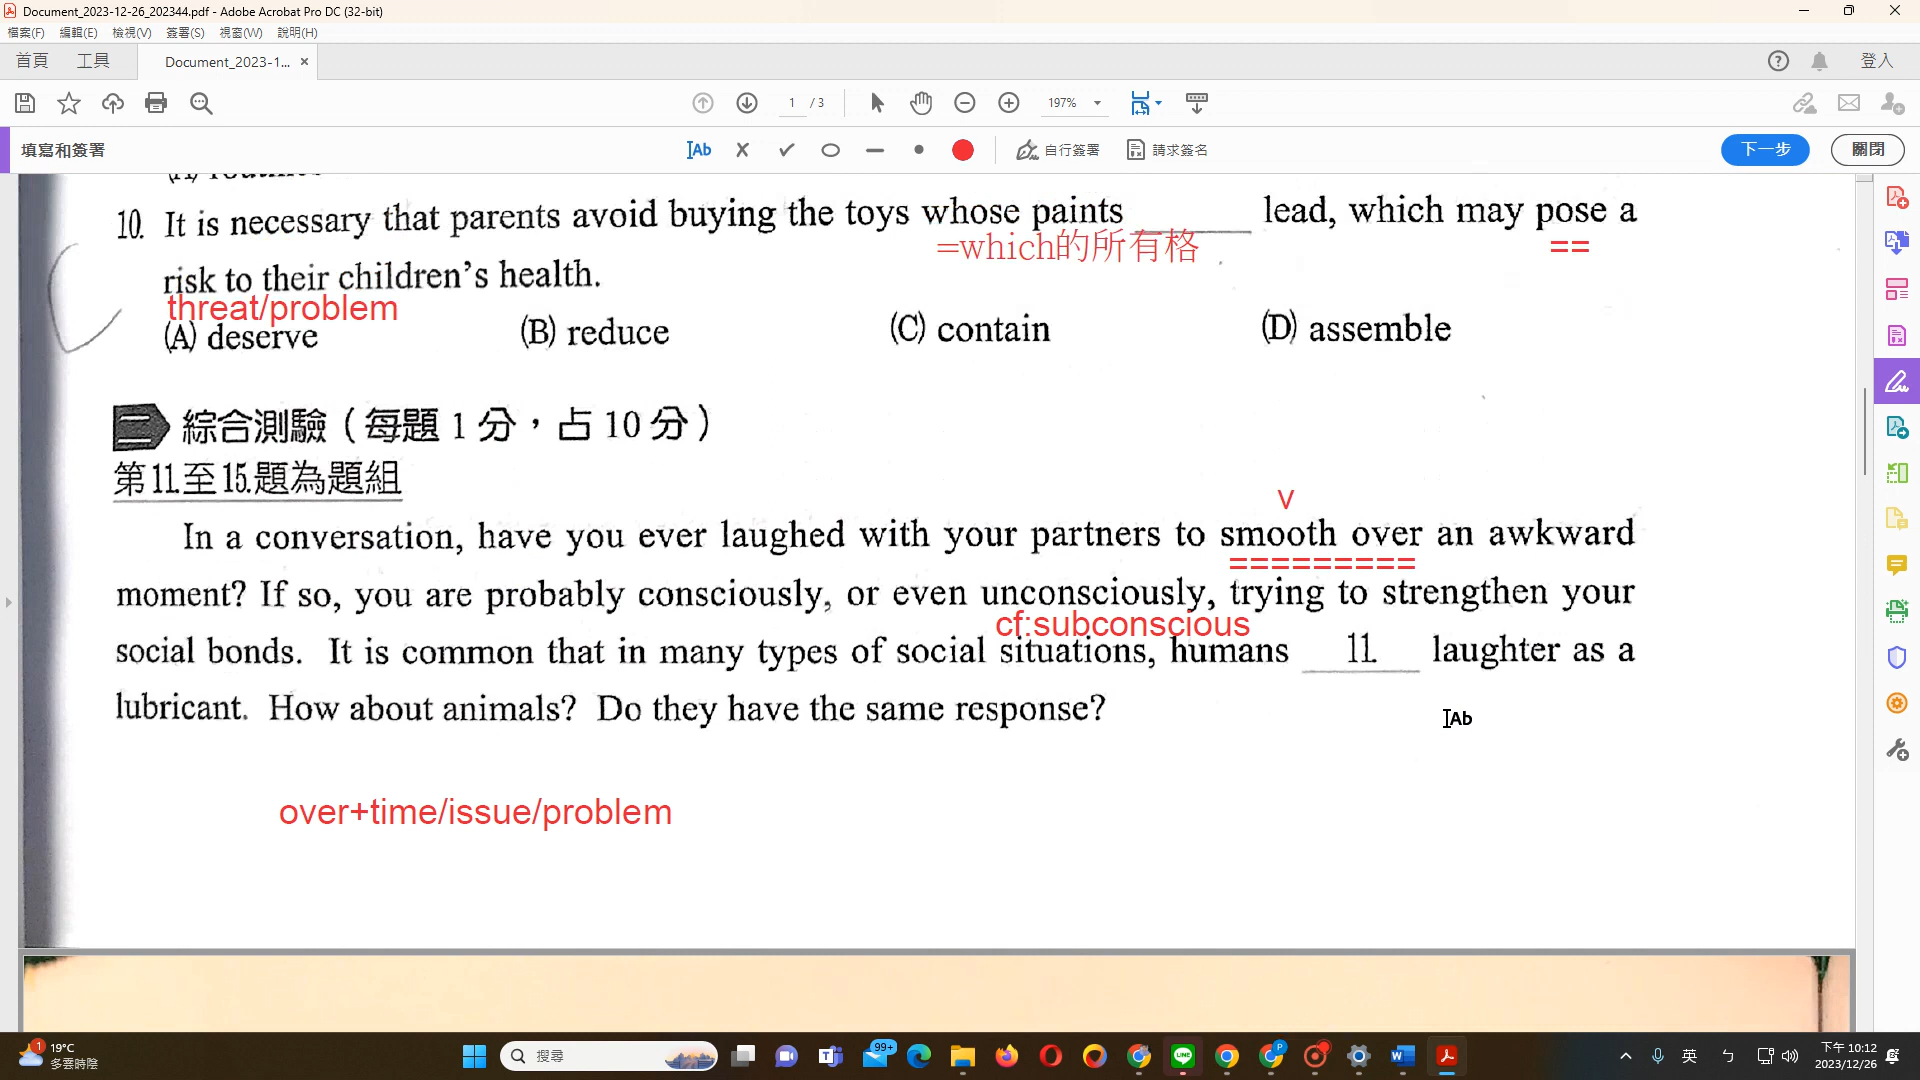 Document_2023-12-26_202344.pdf - Adobe Acrobat Pro DC (32-bit)
檔案(F) 編輯(E) 檢視(V) 簽署(S) 視窗(W) 說明(H)
首頁 工具 Document_2023-1... × 登入
1 / 3 197%
填寫和簽署 Ab 自行簽署 請求簽名 下一步 關閉
10. It is necessary that parents avoid buying the toys whose paints ______ lead, which may pose a
=which的所有格 ==
risk to their children's health.
threat/problem
(A) deserve (B) reduce (C) contain (D) assemble
二 綜合測驗（每題 1 分，占 10 分）
第11.至15.題為題組
V
In a conversation, have you ever laughed with your partners to smooth over an awkward
=========
moment? If so, you are probably consciously, or even unconsciously, trying to strengthen your
cf:subconscious
social bonds. It is common that in many types of social situations, humans 11. laughter as a
lubricant. How about animals? Do they have the same response?
Ab
over+time/issue/problem
1 19°C
多雲時陰
搜尋
99+
英
下午 10:12
2023/12/26